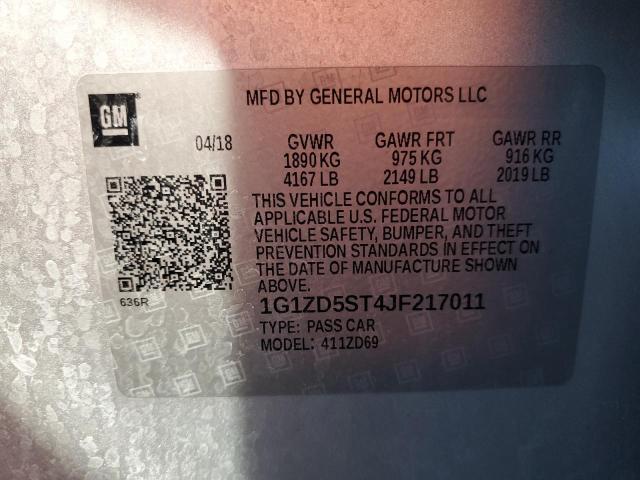 GM
MFD BY GENERAL MOTORS LLC
04/18 GVWR GAWR FRT GAWR RR
1890 KG 975 KG 916 KG
4167 LB 2149 LB 2019 LB
THIS VEHICLE CONFORMS TO ALL
APPLICABLE U.S. FEDERAL MOTOR
VEHICLE SAFETY, BUMPER, AND THEFT
PREVENTION STANDARDS IN EFFECT ON
THE DATE OF MANUFACTURE SHOWN
ABOVE.
636R
1G1ZD5ST4JF217011
TYPE: PASS CAR
MODEL: 411ZD69